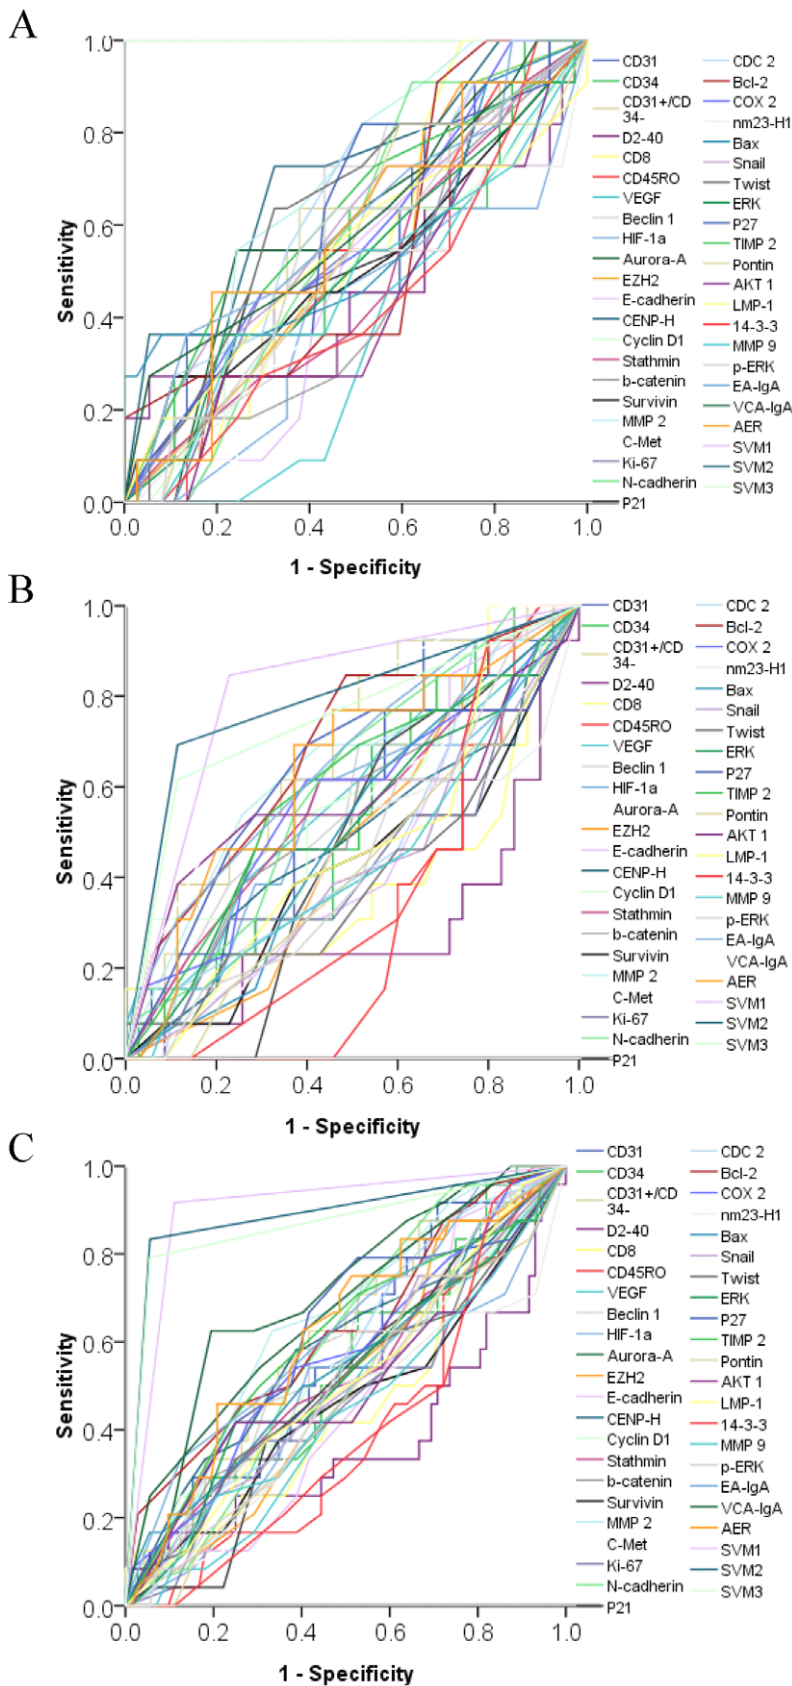 A
1.0
0.8
0.6
0.4
0.2
0.0
0.0 0.2 0.4 0.6 0.8 1.0
Sensitivity
1 - Specificity
CD31
CD34
CD31+/CD
34-
D2-40
CD8
CD45RO
VEGF
Beclin 1
HIF-1a
Aurora-A
EZH2
E-cadherin
CENP-H
Cyclin D1
Stathmin
b-catenin
Survivin
MMP 2
C-Met
Ki-67
N-cadherin
P21
CDC 2
Bcl-2
COX 2
nm23-H1
Bax
Snail
Twist
ERK
P27
TIMP 2
Pontin
AKT 1
LMP-1
14-3-3
MMP 9
p-ERK
EA-IgA
VCA-IgA
AER
SVM1
SVM2
SVM3
B
1.0
0.8
0.6
0.4
0.2
0.0
0.0 0.2 0.4 0.6 0.8 1.0
Sensitivity
1 - Specificity
CD31
CD34
CD31+/CD
34-
D2-40
CD8
CD45RO
VEGF
Beclin 1
HIF-1a
Aurora-A
EZH2
E-cadherin
CENP-H
Cyclin D1
Stathmin
b-catenin
Survivin
MMP 2
C-Met
Ki-67
N-cadherin
P21
CDC 2
Bcl-2
COX 2
nm23-H1
Bax
Snail
Twist
ERK
P27
TIMP 2
Pontin
AKT 1
LMP-1
14-3-3
MMP 9
p-ERK
EA-IgA
VCA-IgA
AER
SVM1
SVM2
SVM3
C
1.0
0.8
0.6
0.4
0.2
0.0
0.0 0.2 0.4 0.6 0.8 1.0
Sensitivity
1 - Specificity
CD31
CD34
CD31+/CD
34-
D2-40
CD8
CD45RO
VEGF
Beclin 1
HIF-1a
Aurora-A
EZH2
E-cadherin
CENP-H
Cyclin D1
Stathmin
b-catenin
Survivin
MMP 2
C-Met
Ki-67
N-cadherin
P21
CDC 2
Bcl-2
COX 2
nm23-H1
Bax
Snail
Twist
ERK
P27
TIMP 2
Pontin
AKT 1
LMP-1
14-3-3
MMP 9
p-ERK
EA-IgA
VCA-IgA
AER
SVM1
SVM2
SVM3